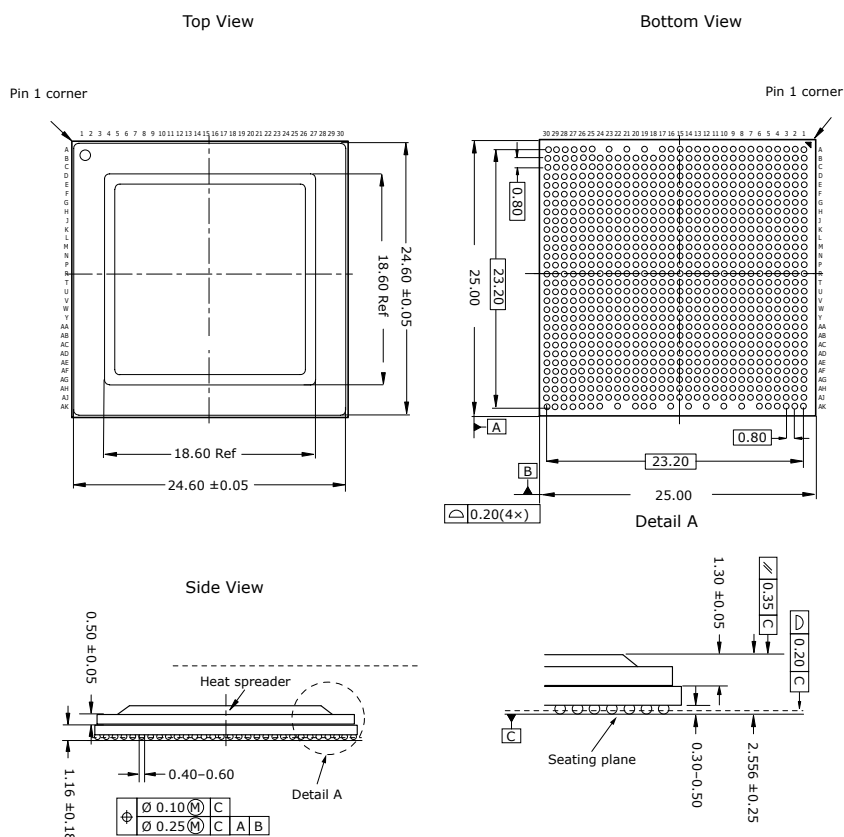 Top View
Bottom View
Pin 1 corner
Pin 1 corner
1 2 3 4 5 6 7 8 9 10 11 12 13 14 15 16 17 18 19 20 21 22 23 24 25 26 27 28 29 30
30 29 28 27 26 25 24 23 22 21 20 19 18 17 16 15 14 13 12 11 10 9 8 7 6 5 4 3 2 1
A A
B B
C C
D D
E E
F F
G G
H H
J J
K K
L L
M M
N N
P P
R R
T T
U U
V V
W W
Y Y
AA AA
AB AB
AC AC
AD AD
AE AE
AF AF
AG AG
AH AH
AJ AJ
AK AK
18.60 Ref
24.60 ±0.05
18.60 Ref
24.60 ±0.05
0.80
23.20
25.00
A
0.80
23.20
B
25.00
⌓ 0.20(4×)
Detail A
Side View
0.50 ±0.05
Heat spreader
0.40–0.60
1.16 ±0.18
Detail A
⌖ Ø 0.10 Ⓜ C
Ø 0.25 Ⓜ C A B
1.30 ±0.05
⫽ 0.35 C
⌓ 0.20 C
C
Seating plane
0.30–0.50
2.556 ±0.25